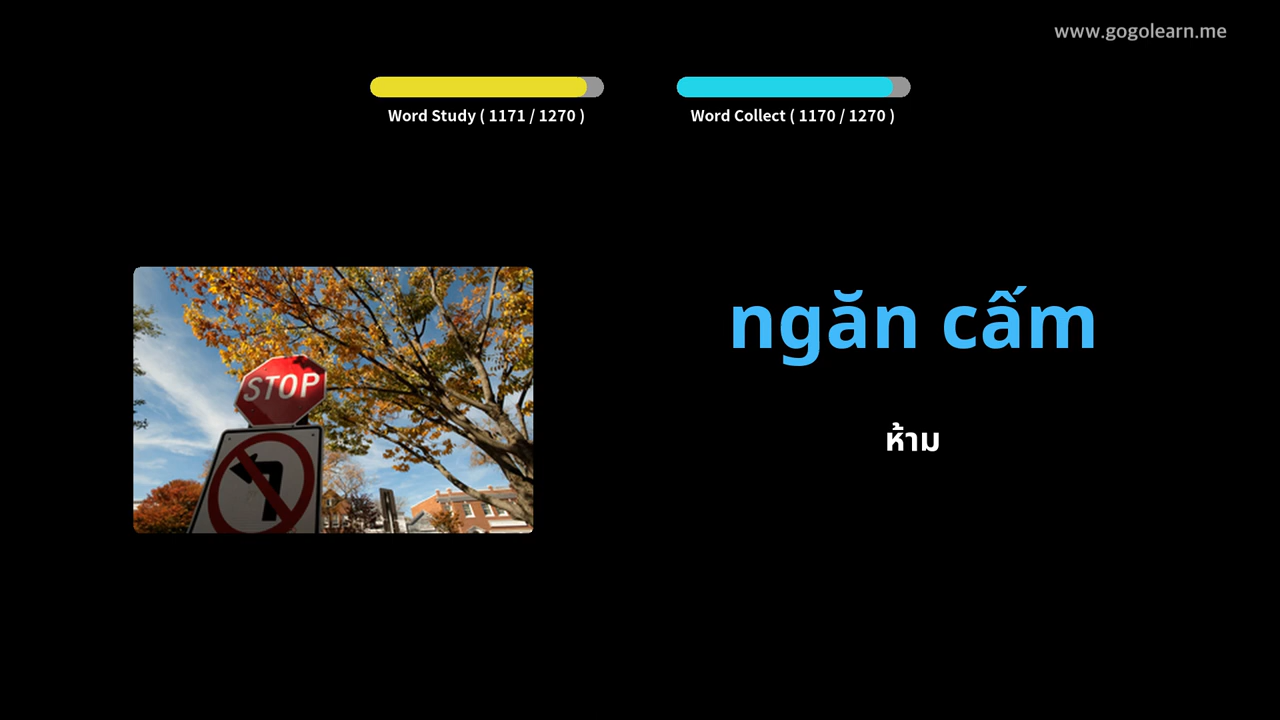 www.gogolearn.me
Word Study ( 1171 / 1270 )
Word Collect ( 1170 / 1270 )
STOP
ngăn cấm
ห้าม